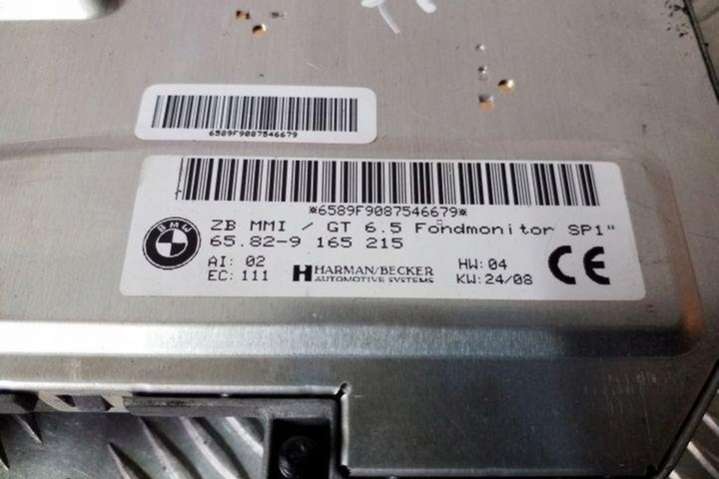 6589F9087546679
*6589F9087546679*
BMW
ZB MMI / GT 6.5 Fondmonitor SP1"
65.82-9 165 215
AI: 02
EC: 111
HARMAN/BECKER
AUTOMOTIVE SYSTEMS
HW: 04
KW: 24/08
CE